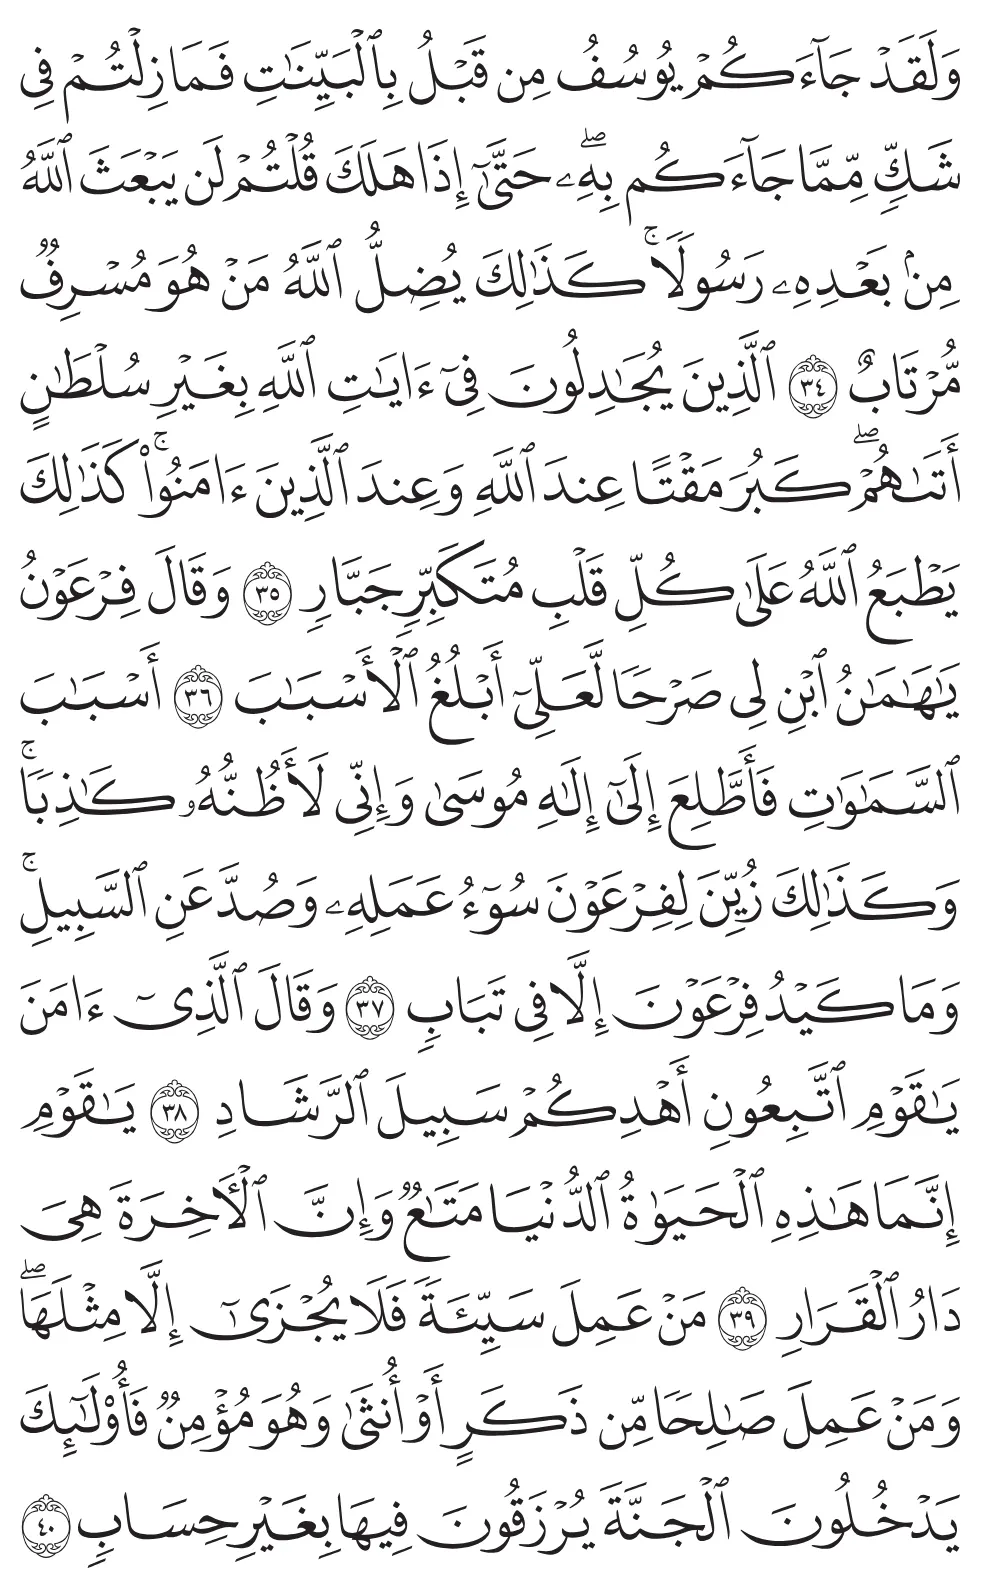 وَلَقَدۡ جَآءَكُمۡ يُوسُفُ مِن قَبۡلُ بِٱلۡبَيِّنَٰتِ فَمَا زِلۡتُمۡ فِي
شَكّٖ مِّمَّا جَآءَكُم بِهِۦۖ حَتَّىٰٓ إِذَا هَلَكَ قُلۡتُمۡ لَن يَبۡعَثَ ٱللَّهُ
مِنۢ بَعۡدِهِۦ رَسُولٗاۚ كَذَٰلِكَ يُضِلُّ ٱللَّهُ مَنۡ هُوَ مُسۡرِفٞ
مُّرۡتَابٌ ٣٤ ٱلَّذِينَ يُجَٰدِلُونَ فِيٓ ءَايَٰتِ ٱللَّهِ بِغَيۡرِ سُلۡطَٰنٍ
أَتَىٰهُمۡۖ كَبُرَ مَقۡتًا عِندَ ٱللَّهِ وَعِندَ ٱلَّذِينَ ءَامَنُواْۚ كَذَٰلِكَ
يَطۡبَعُ ٱللَّهُ عَلَىٰ كُلِّ قَلۡبِ مُتَكَبِّرٖ جَبَّارٖ ٣٥ وَقَالَ فِرۡعَوۡنُ
يَٰهَٰمَٰنُ ٱبۡنِ لِي صَرۡحٗا لَّعَلِّيٓ أَبۡلُغُ ٱلۡأَسۡبَٰبَ ٣٦ أَسۡبَٰبَ
ٱلسَّمَٰوَٰتِ فَأَطَّلِعَ إِلَىٰٓ إِلَٰهِ مُوسَىٰ وَإِنِّي لَأَظُنُّهُۥ كَٰذِبٗاۚ
وَكَذَٰلِكَ زُيِّنَ لِفِرۡعَوۡنَ سُوٓءُ عَمَلِهِۦ وَصُدَّ عَنِ ٱلسَّبِيلِۚ
وَمَا كَيۡدُ فِرۡعَوۡنَ إِلَّا فِي تَبَابٖ ٣٧ وَقَالَ ٱلَّذِيٓ ءَامَنَ
يَٰقَوۡمِ ٱتَّبِعُونِ أَهۡدِكُمۡ سَبِيلَ ٱلرَّشَادِ ٣٨ يَٰقَوۡمِ
إِنَّمَا هَٰذِهِ ٱلۡحَيَوٰةُ ٱلدُّنۡيَا مَتَٰعٞ وَإِنَّ ٱلۡأٓخِرَةَ هِيَ
دَارُ ٱلۡقَرَارِ ٣٩ مَنۡ عَمِلَ سَيِّئَةٗ فَلَا يُجۡزَىٰٓ إِلَّا مِثۡلَهَاۖ
وَمَنۡ عَمِلَ صَٰلِحٗا مِّن ذَكَرٍ أَوۡ أُنثَىٰ وَهُوَ مُؤۡمِنٞ فَأُوْلَٰٓئِكَ
يَدۡخُلُونَ ٱلۡجَنَّةَ يُرۡزَقُونَ فِيهَا بِغَيۡرِ حِسَابٖ ٤٠